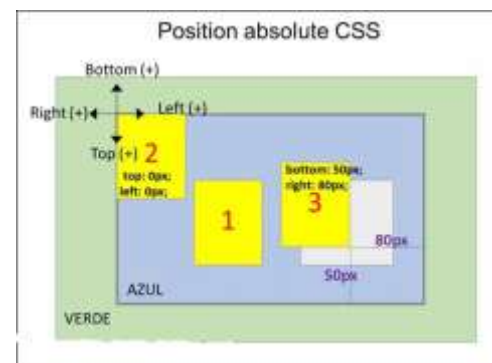 Position absolute CSS
Bottom (+)
Right (+)
Left (+)
Top (+)
2
top: 0px;
left: 0px;
1
bottom: 50px;
right: 80px;
3
80px
50px
AZUL
VERDE